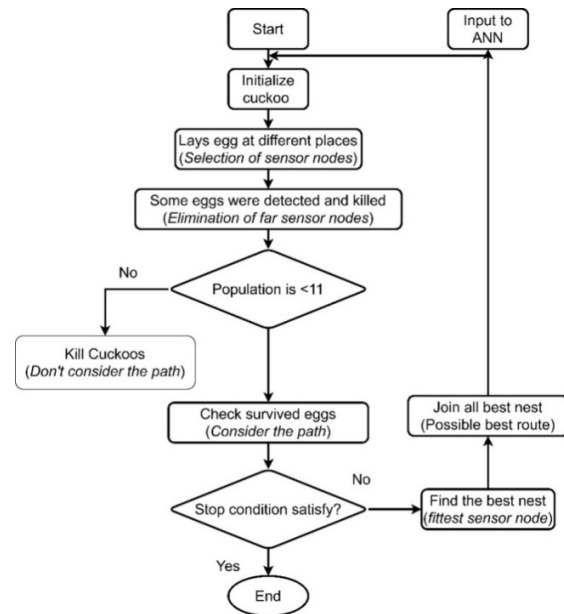 Start
Input to
ANN
Initialize
cuckoo
Lays egg at different places
(Selection of sensor nodes)
Some eggs were detected and killed
(Elimination of far sensor nodes)
No
Population is <11
Kill Cuckoos
(Don't consider the path)
Check survived eggs
(Consider the path)
Join all best nest
(Possible best route)
No
Stop condition satisfy?
Find the best nest
(fittest sensor node)
Yes
End